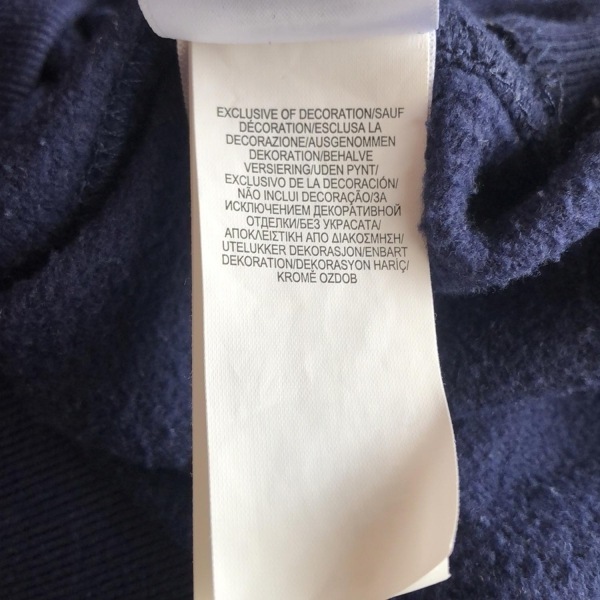 EXCLUSIVE OF DECORATION/SAUF
DÉCORATION/ESCLUSA LA
DECORAZIONE/AUSGENOMMEN
DEKORATION/BEHALVE
VERSIERING/UDEN PYNT/
EXCLUSIVO DE LA DECORACIÓN/
NÃO INCLUI DECORAÇÃO/ЗА
ИСКЛЮЧЕНИЕМ ДЕКОРАТИВНОЙ
ОТДЕЛКИ/БЕЗ УКРАСАТА/
ΑΠΟΚΛΕΙΣΤΙΚΗ ΑΠΟ ΔΙΑΚΟΣΜΗΣΗ/
UTELUKKER DEKORASJON/ENBART
DEKORATION/DEKORASYON HARİÇ/
KROMĚ OZDOB